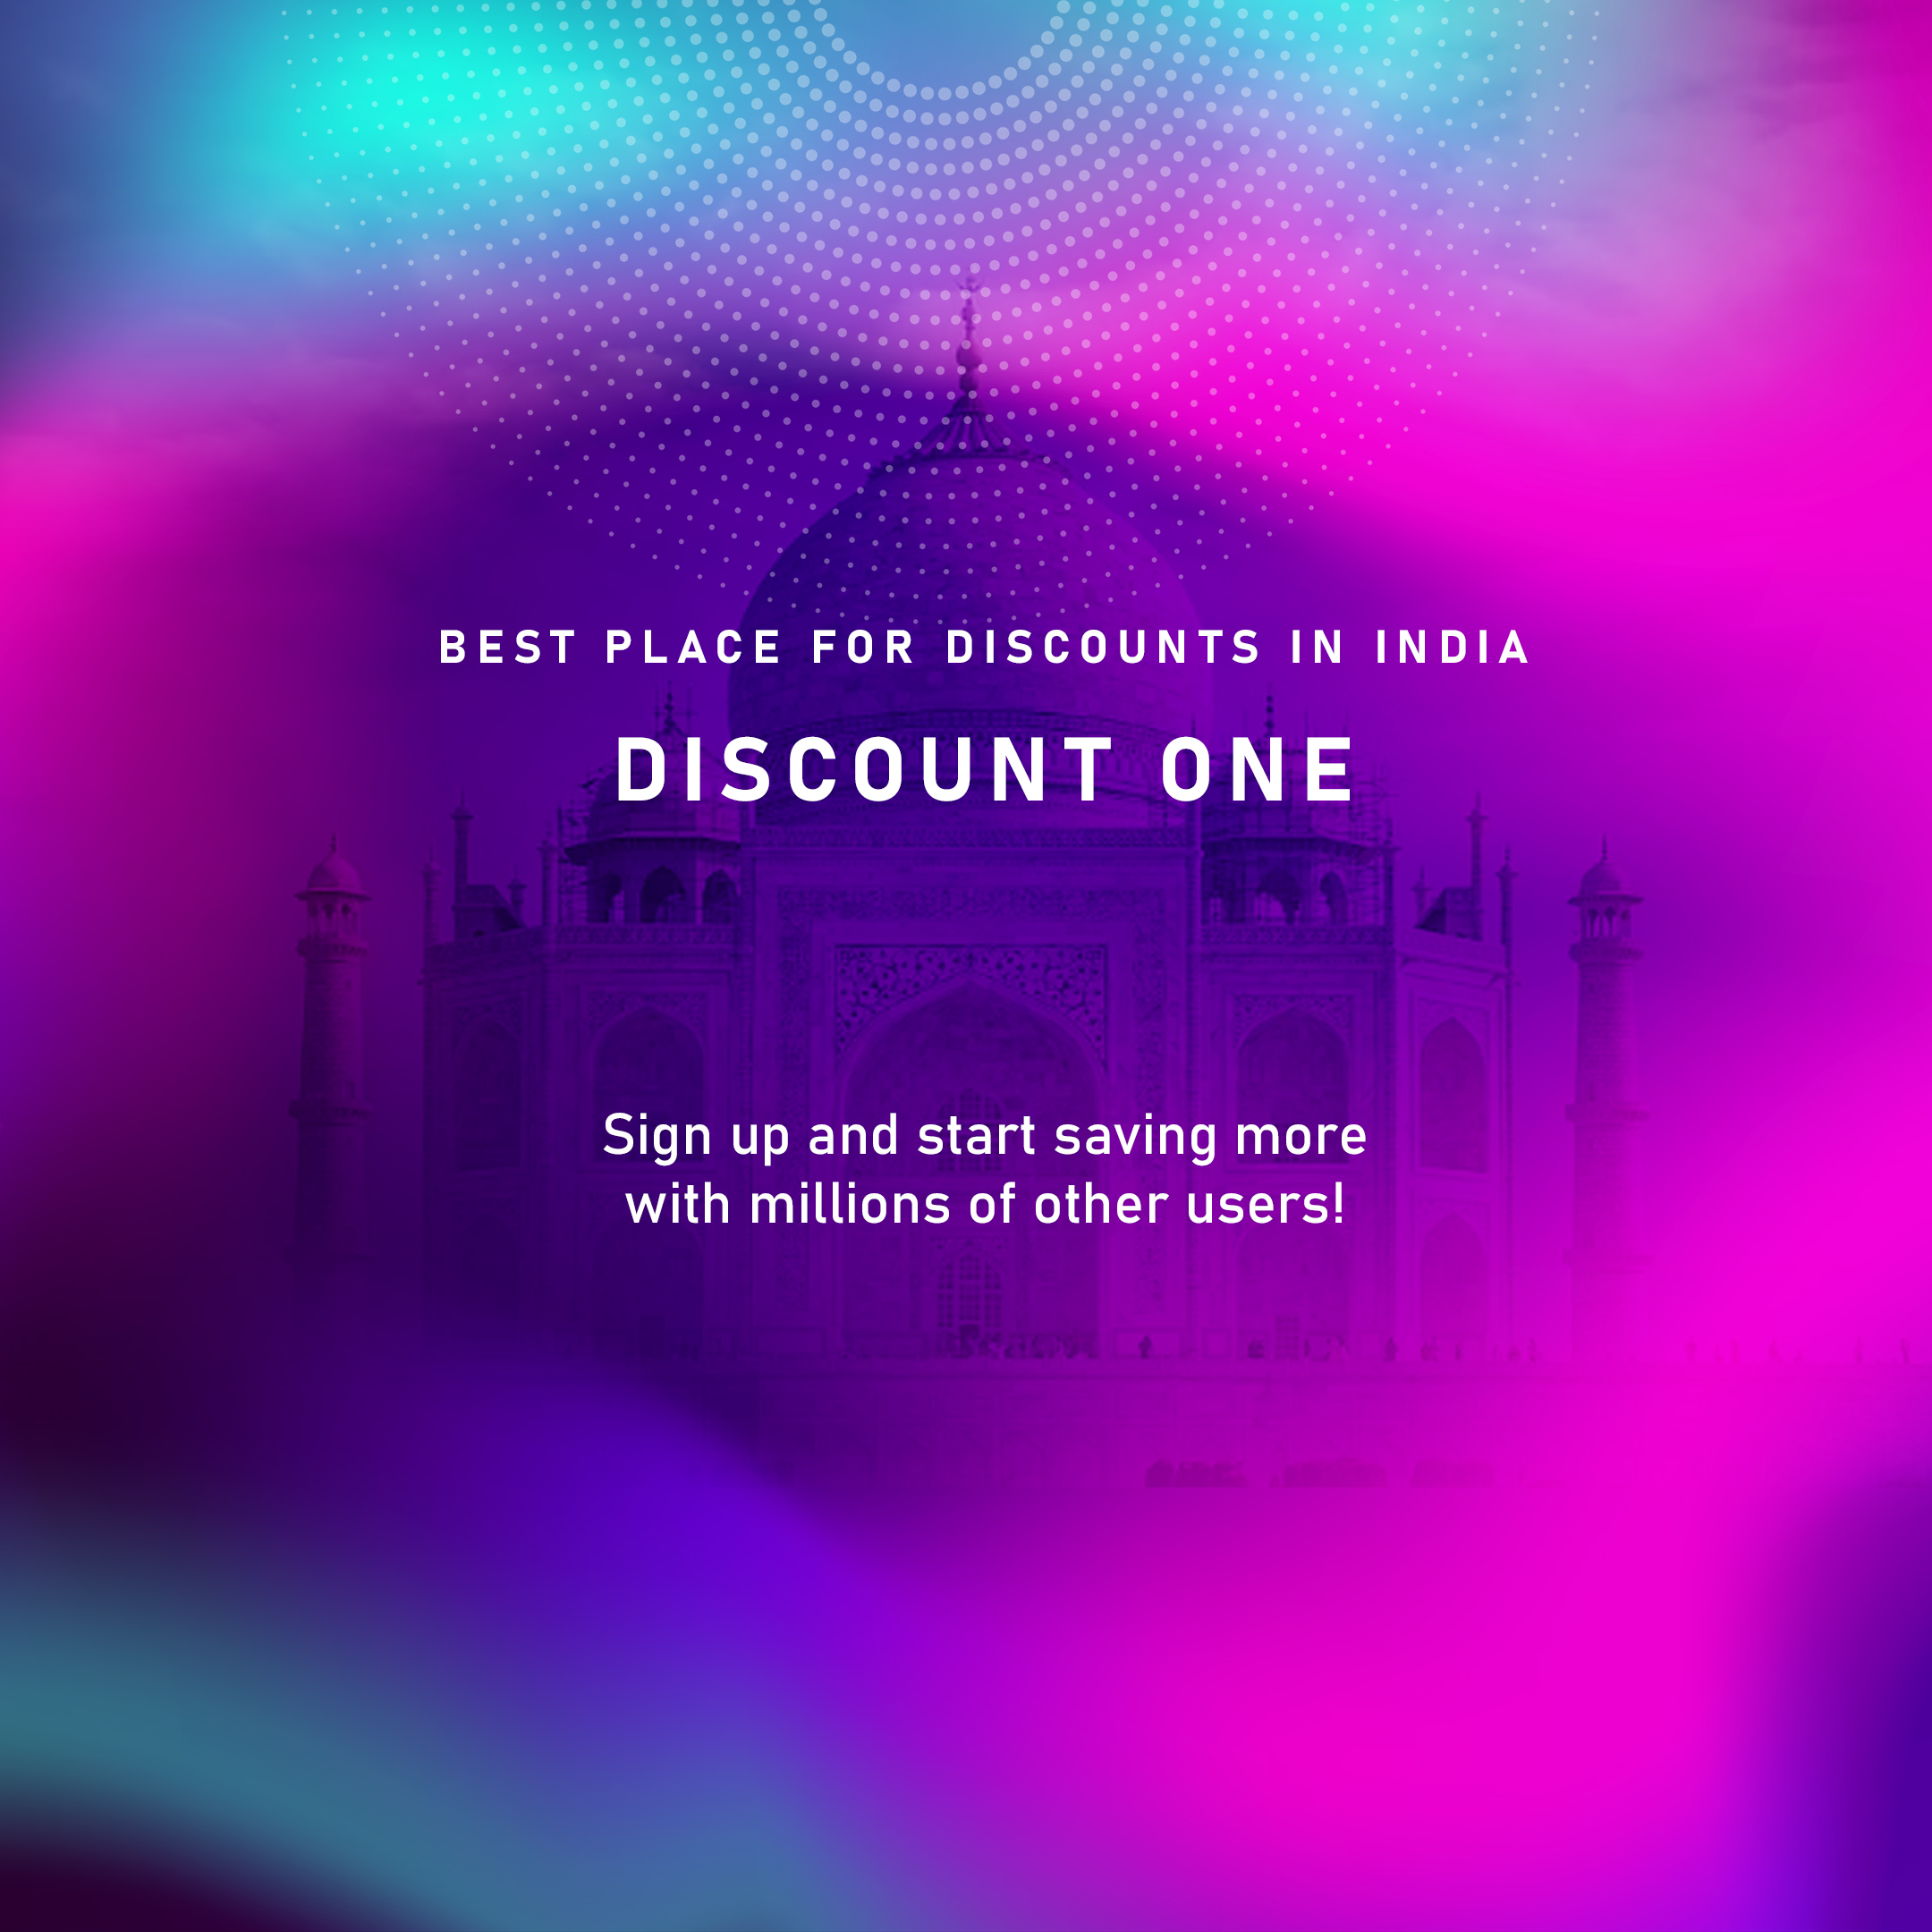 BEST PLACE FOR DISCOUNTS IN INDIA
DISCOUNT ONE
Sign up and start saving more
with millions of other users!